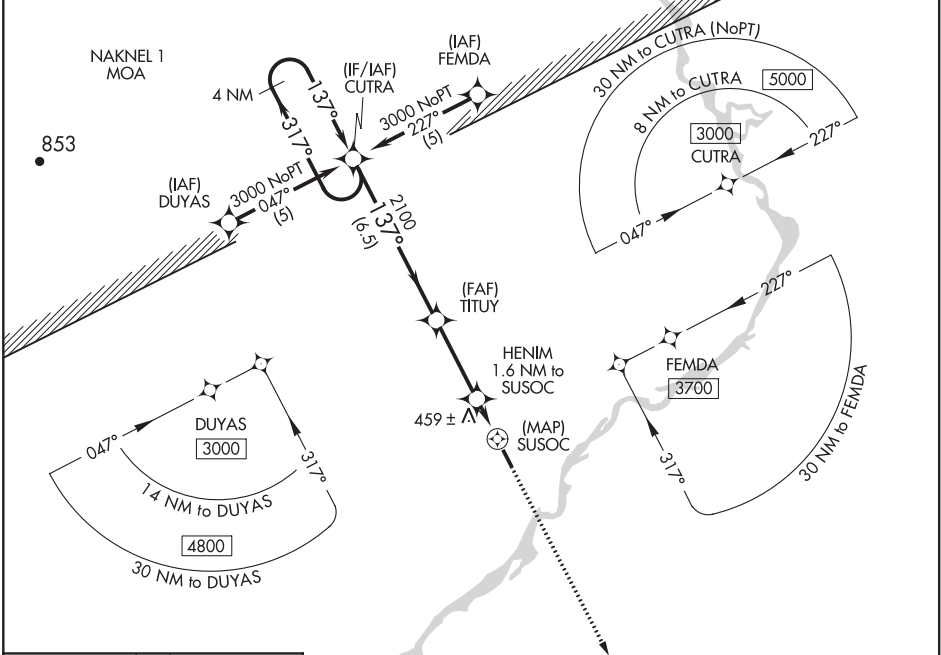 NAKNEL 1
MOA
853
4 NM
137°
317°
(IF/IAF)
CUTRA
(IAF)
FEMDA
3000 NoPT
227°
(5)
(IAF)
DUYAS
3000 NoPT
047°
(5)
2100
137°
(6.5)
(FAF)
TITUY
HENIM
1.6 NM to
SUSOC
459 ±
(MAP)
SUSOC
30 NM to CUTRA (NoPT)
5000
8 NM to CUTRA
3000
CUTRA
227°
047°
227°
FEMDA
3700
317°
30 NM to FEMDA
047°
DUYAS
3000
317°
14 NM to DUYAS
4800
30 NM to DUYAS